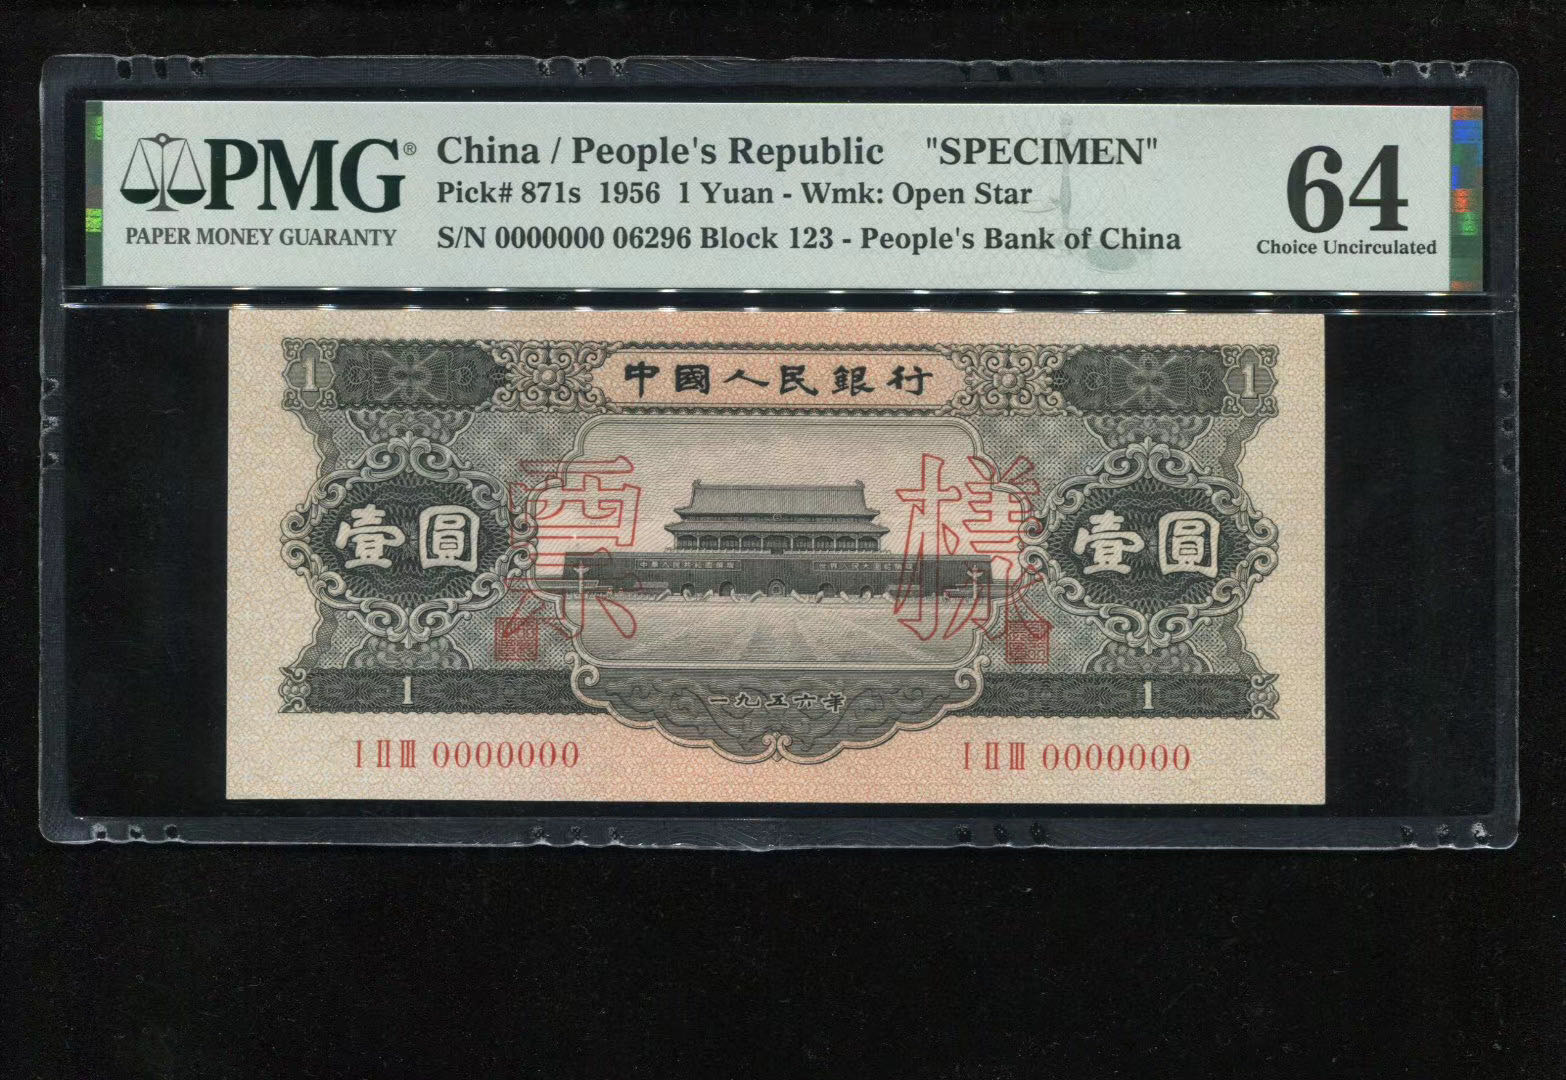 PMG®
PAPER MONEY GUARANTY
China / People's Republic "SPECIMEN"
Pick# 871s 1956 1 Yuan - Wmk: Open Star
S/N 0000000 06296 Block 123 - People's Bank of China
64
Choice Uncirculated
1 中國人民銀行 1
票 樣
壹圓 壹圓
1 一九五六年 1
I II III 0000000 I II III 0000000